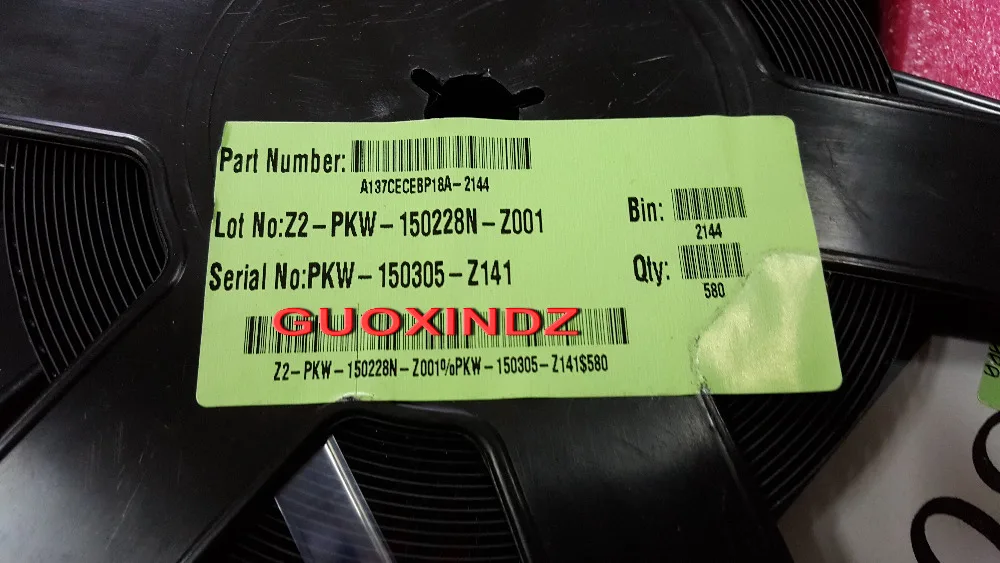 Part Number:
A137CECEBP18A-2144
Lot No:Z2-PKW-150228N-Z001
Bin:
2144
Serial No:PKW-150305-Z141
Qty:
580
GUOXINDZ
Z2-PKW-150228N-Z001%PKW-150305-Z141$580